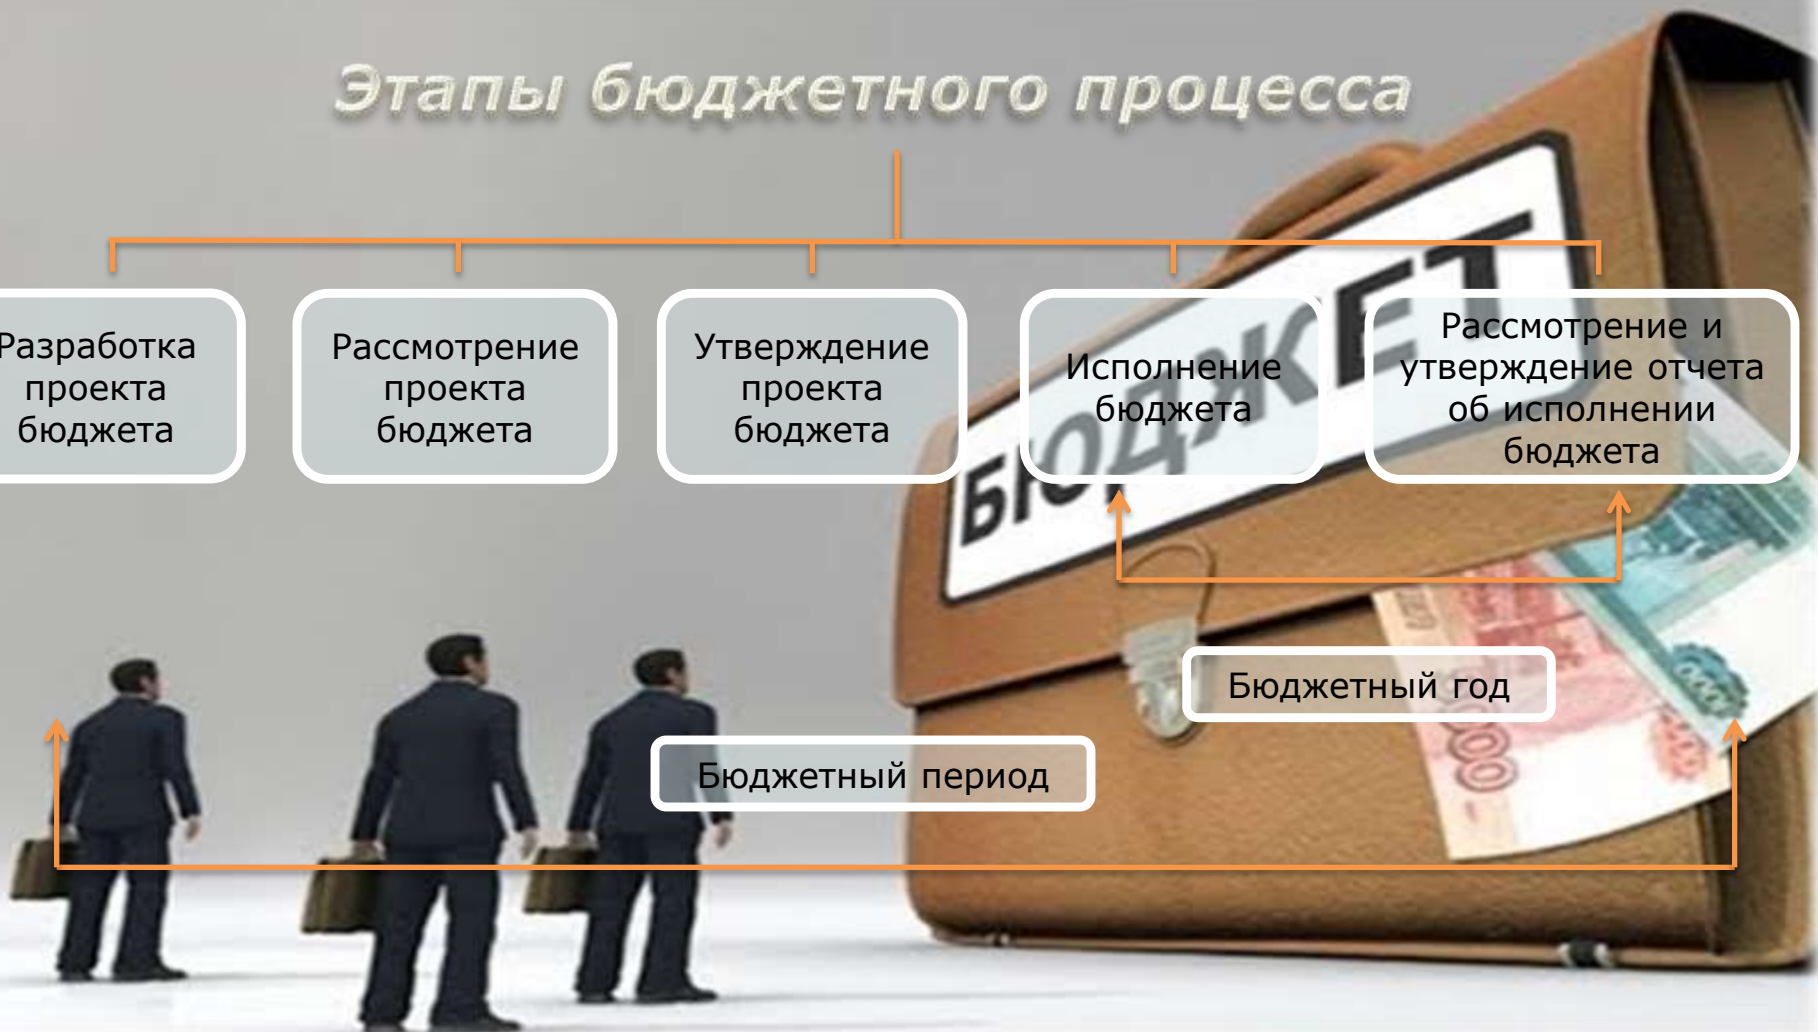 Этапы бюджетного процесса
Разработка
проекта
бюджета
Рассмотрение
проекта
бюджета
Утверждение
проекта
бюджета
Исполнение
бюджета
Рассмотрение и
утверждение отчета
об исполнении
бюджета
БЮДЖЕТ
Бюджетный год
Бюджетный период